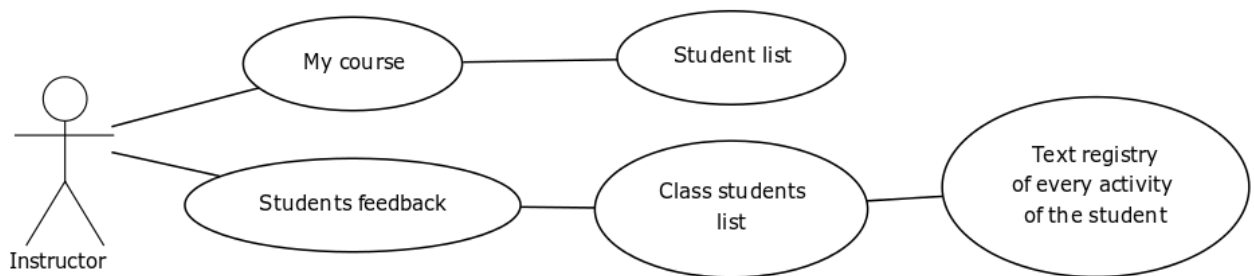 My course
Student list
Students feedback
Class students
list
Text registry
of every activity
of the student
Instructor